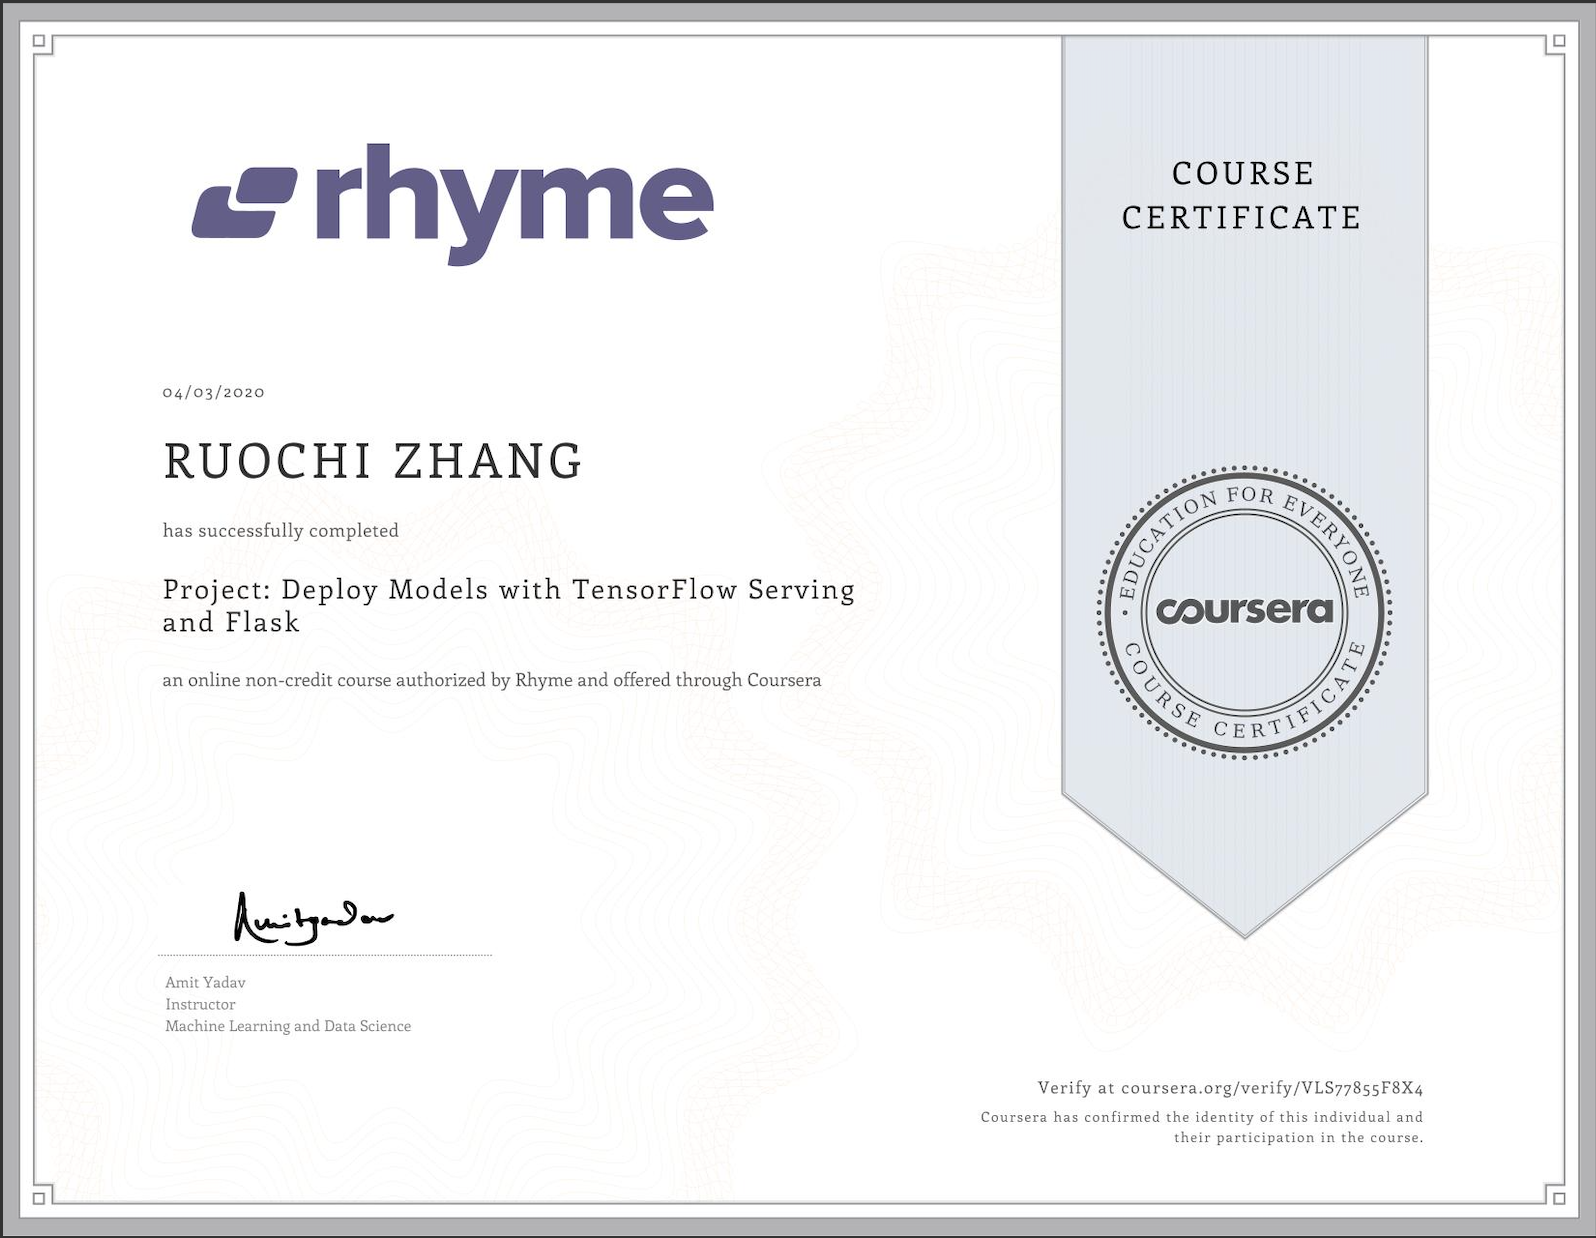 rhyme
COURSE
CERTIFICATE
04/03/2020
RUOCHI ZHANG
has successfully completed
Project: Deploy Models with TensorFlow Serving
and Flask
an online non-credit course authorized by Rhyme and offered through Coursera
EDUCATION FOR EVERYONE
coursera
COURSE CERTIFICATE
Amityadav
Amit Yadav
Instructor
Machine Learning and Data Science
Verify at coursera.org/verify/VLS77855F8X4
Coursera has confirmed the identity of this individual and
their participation in the course.